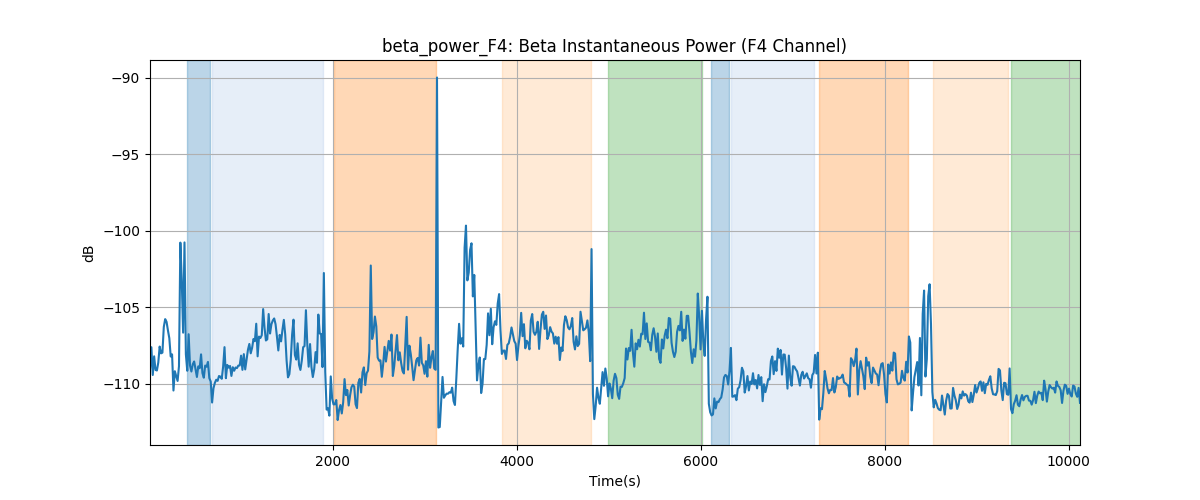 beta_power_F4: Beta Instantaneous Power (F4 Channel)
−90
−95
−100
−105
−110
dB
2000 4000 6000 8000 10000
Time(s)